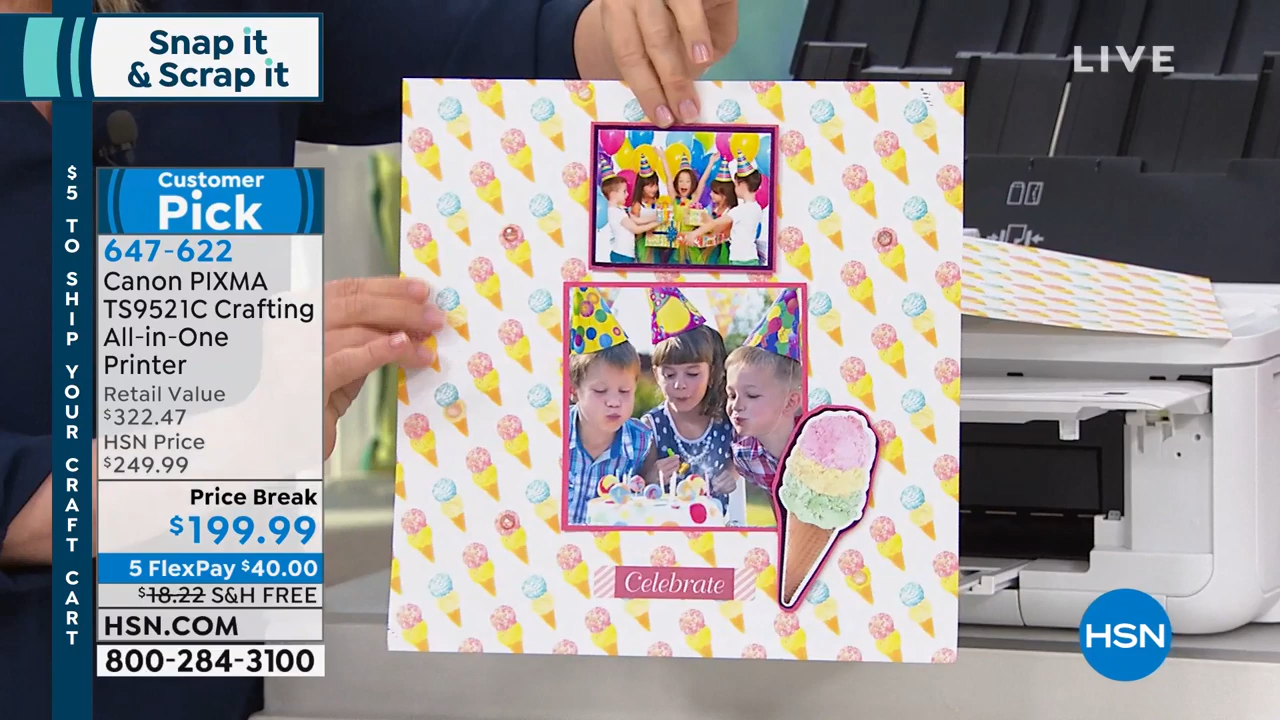 Snap it
& Scrap it
LIVE
$5 TO SHIP YOUR CRAFT CART
Customer
Pick
647-622
Canon PIXMA
TS9521C Crafting
All-in-One
Printer
Retail Value
$322.47
HSN Price
$249.99
Price Break
$199.99
5 FlexPay $40.00
$18.22 S&H FREE
HSN.COM
800-284-3100
Celebrate
HSN